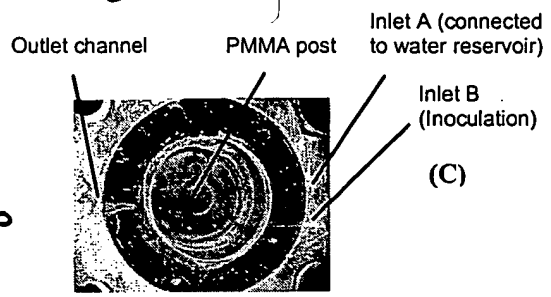 Outlet channel
PMMA post
Inlet A (connected
to water reservoir)
Inlet B
(Inoculation)
(C)